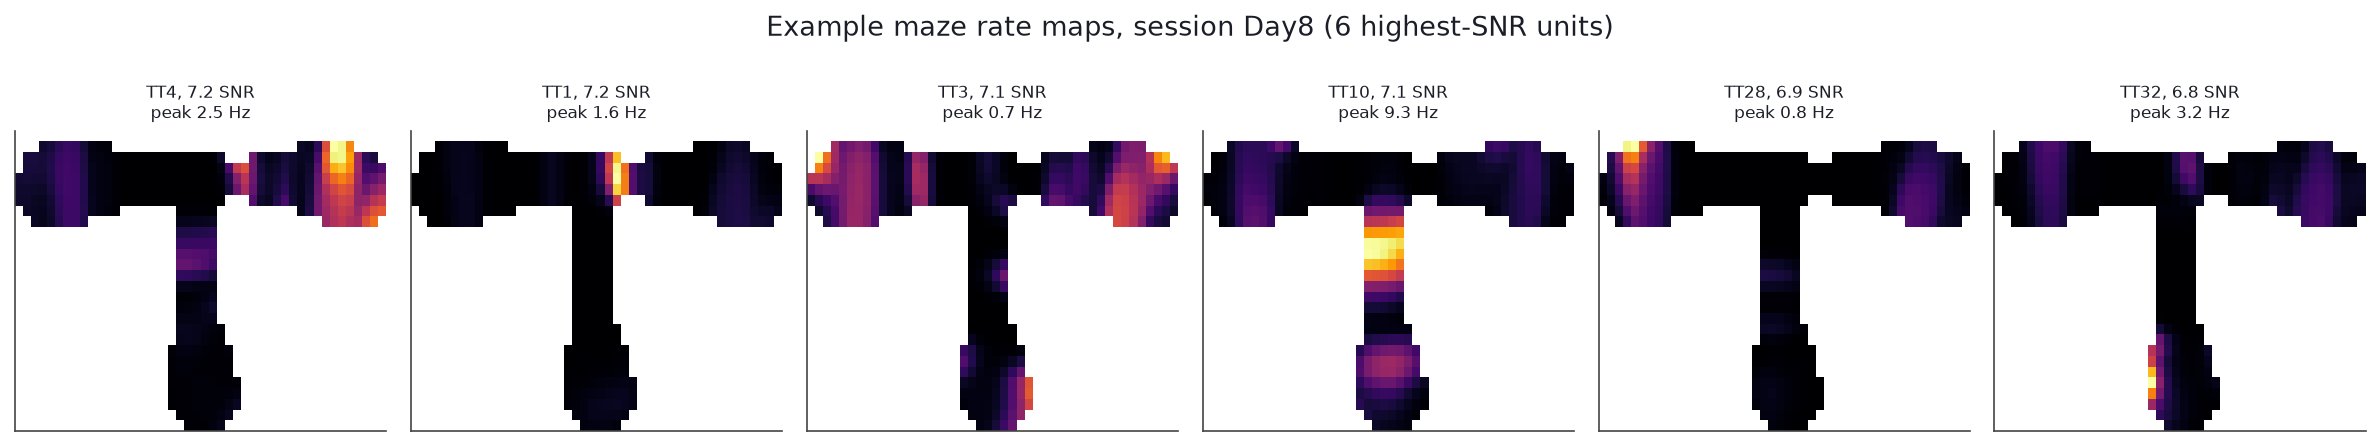 Example maze rate maps, session Day8 (6 highest-SNR units)
TT4, 7.2 SNR
peak 2.5 Hz
TT1, 7.2 SNR
peak 1.6 Hz
TT3, 7.1 SNR
peak 0.7 Hz
TT10, 7.1 SNR
peak 9.3 Hz
TT28, 6.9 SNR
peak 0.8 Hz
TT32, 6.8 SNR
peak 3.2 Hz